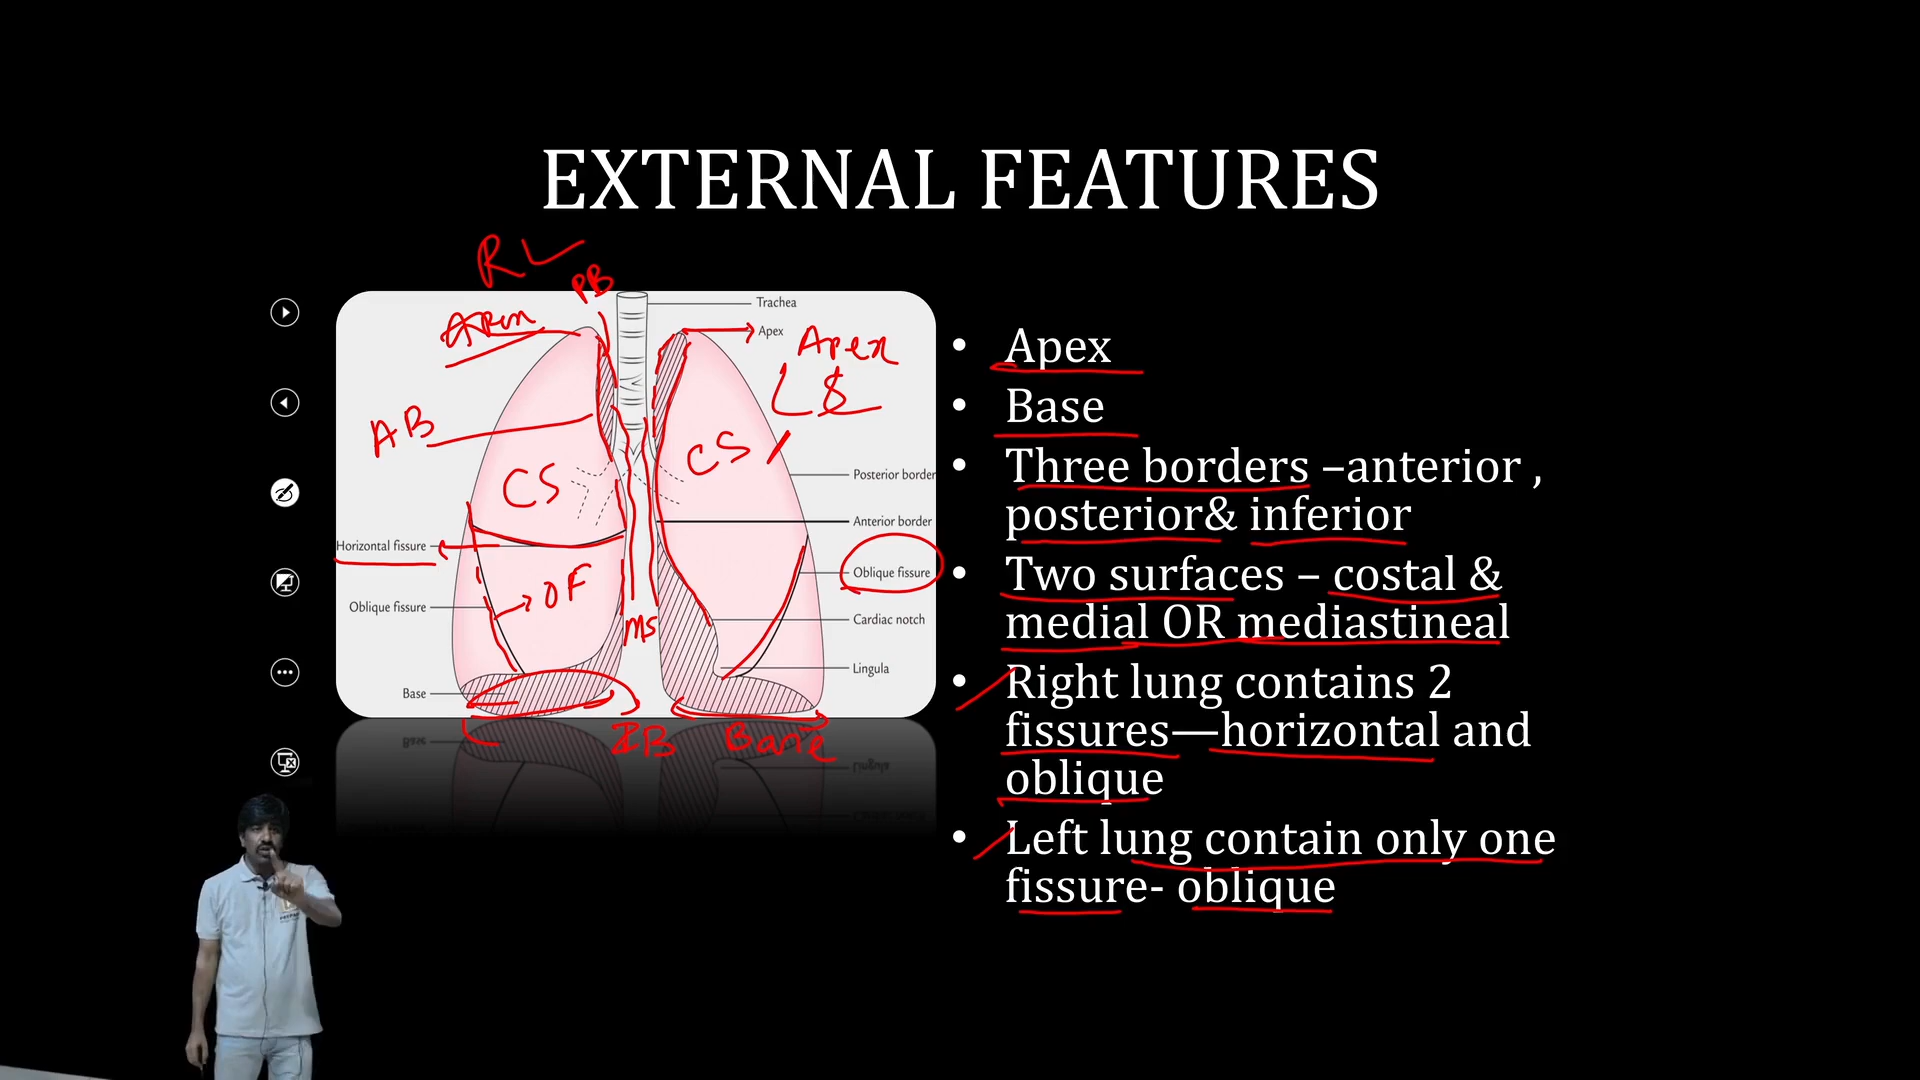 EXTERNAL FEATURES
RL
PB
Trachea
Apex
Apex
AB
CS
CS
Posterior border
Anterior border
Horizontal fissure
Oblique fissure
OF
Oblique fissure
Cardiac notch
MS
Lingula
Base
IB
Base
• Apex
• Base
• Three borders –anterior ,
posterior& inferior
• Two surfaces – costal &
medial OR mediastineal
• Right lung contains 2
fissures—horizontal and
oblique
• Left lung contain only one
fissure- oblique